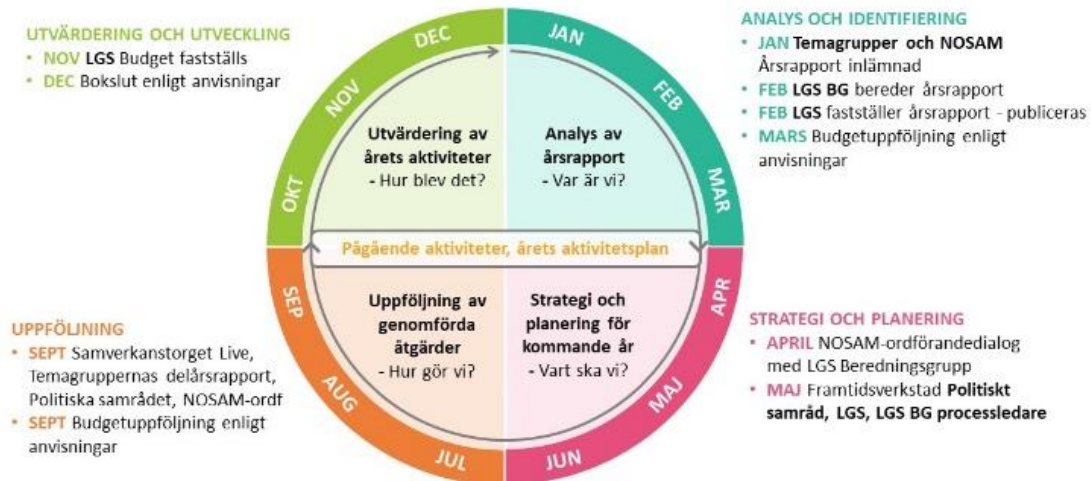 UTVÄRDERING OCH UTVECKLING
• NOV LGS Budget fastställs
• DEC Bokslut enligt anvisningar
ANALYS OCH IDENTIFIERING
• JAN Temagrupper och NOSAM
Årsrapport inlämnad
• FEB LGS BG bereder årsrapport
• FEB LGS fastställer årsrapport - publiceras
• MARS Budgetuppföljning enligt
anvisningar
JAN
FEB
MAR
APR
MAJ
JUN
JUL
AUG
SEP
OKT
NOV
DEC
Utvärdering av
årets aktiviteter
- Hur blev det?
Analys av
årsrapport
- Var är vi?
Pågående aktiviteter, årets aktivitetsplan
Uppföljning av
genomförda
åtgärder
- Hur gör vi?
Strategi och
planering för
kommande år
- Vart ska vi?
UPPFÖLJNING
• SEPT Samverkanstorget Live,
Temagruppernas delårsrapport,
Politiska samrådet, NOSAM-ordf
• SEPT Budgetuppföljning enligt
anvisningar
STRATEGI OCH PLANERING
• APRIL NOSAM-ordförandedialog
med LGS Beredningsgrupp
• MAJ Framtidsverkstad Politiskt
samråd, LGS, LGS BG processledare